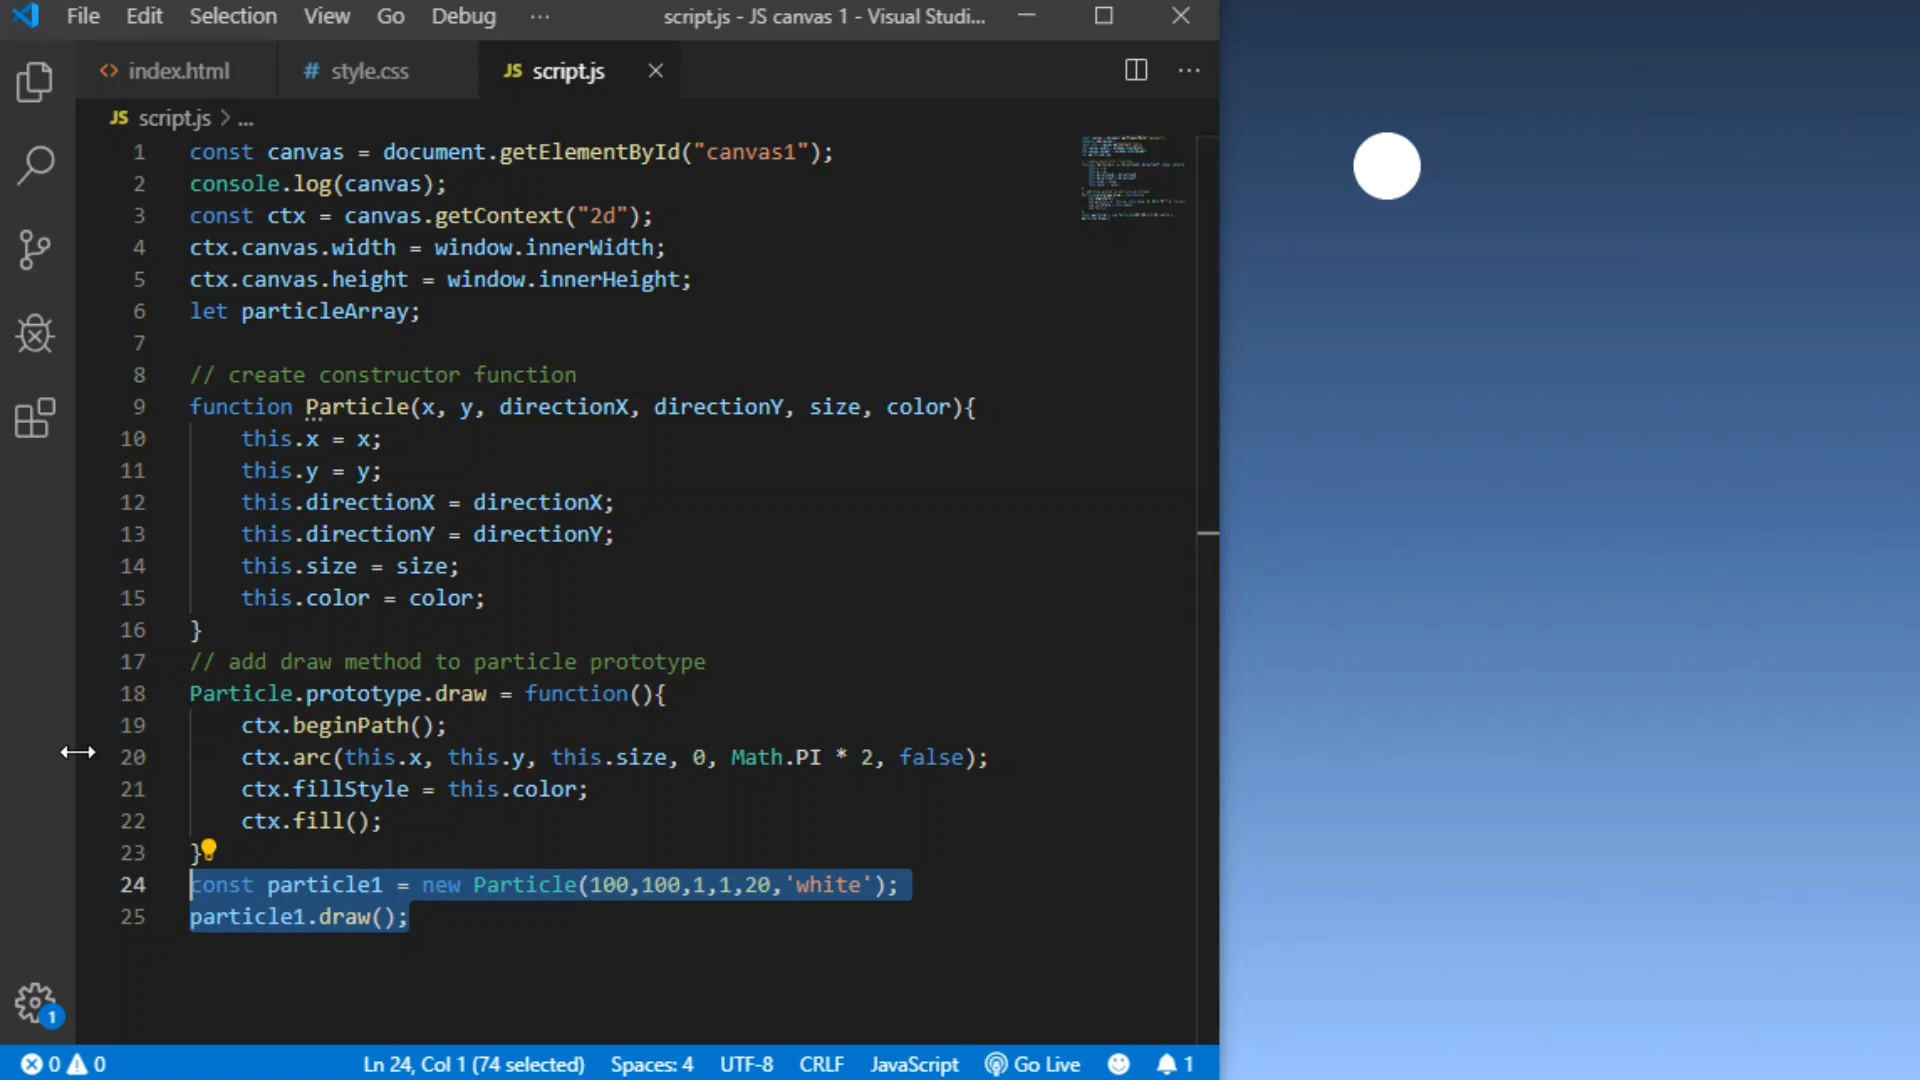 File Edit Selection View Go Debug ··· script.js - JS canvas 1 - Visual Studi...
index.html # style.css JS script.js
JS script.js > ...
1 const canvas = document.getElementById("canvas1");
2 console.log(canvas);
3 const ctx = canvas.getContext("2d");
4 ctx.canvas.width = window.innerWidth;
5 ctx.canvas.height = window.innerHeight;
6 let particleArray;
7
8 // create constructor function
9 function Particle(x, y, directionX, directionY, size, color){
10 this.x = x;
11 this.y = y;
12 this.directionX = directionX;
13 this.directionY = directionY;
14 this.size = size;
15 this.color = color;
16 }
17 // add draw method to particle prototype
18 Particle.prototype.draw = function(){
19 ctx.beginPath();
20 ctx.arc(this.x, this.y, this.size, 0, Math.PI * 2, false);
21 ctx.fillStyle = this.color;
22 ctx.fill();
23 }
24 const particle1 = new Particle(100,100,1,1,20,'white');
25 particle1.draw();
1
0 0 Ln 24, Col 1 (74 selected) Spaces: 4 UTF-8 CRLF JavaScript Go Live 1